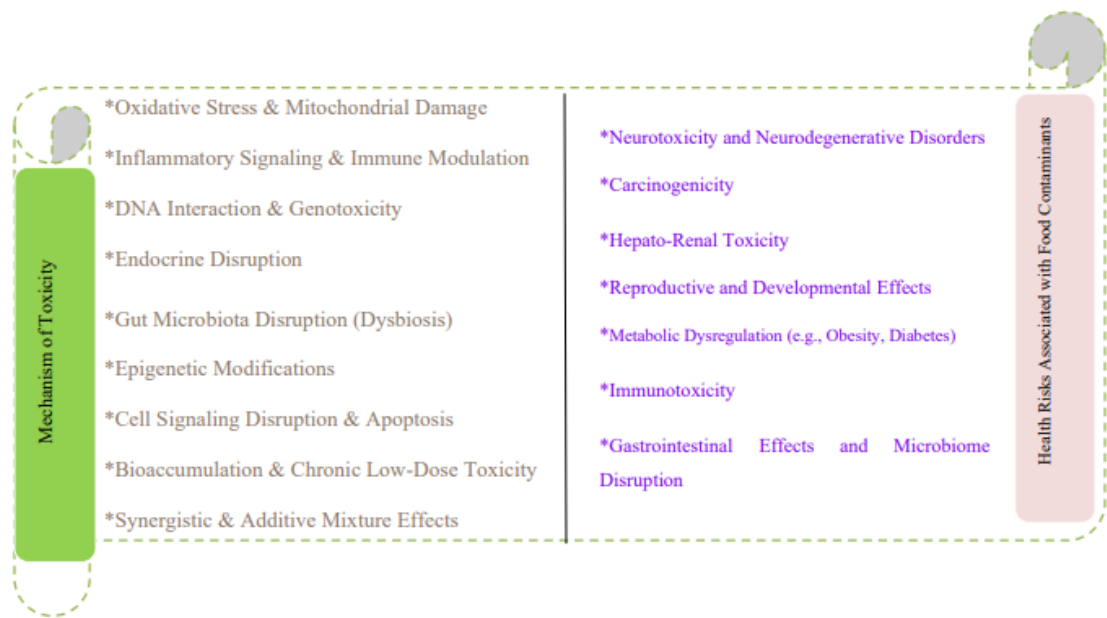 Mechanism of Toxicity
*Oxidative Stress & Mitochondrial Damage
*Inflammatory Signaling & Immune Modulation
*DNA Interaction & Genotoxicity
*Endocrine Disruption
*Gut Microbiota Disruption (Dysbiosis)
*Epigenetic Modifications
*Cell Signaling Disruption & Apoptosis
*Bioaccumulation & Chronic Low-Dose Toxicity
*Synergistic & Additive Mixture Effects
*Neurotoxicity and Neurodegenerative Disorders
*Carcinogenicity
*Hepato-Renal Toxicity
*Reproductive and Developmental Effects
*Metabolic Dysregulation (e.g., Obesity, Diabetes)
*Immunotoxicity
*Gastrointestinal Effects and Microbiome
Disruption
Health Risks Associated with Food Contaminants